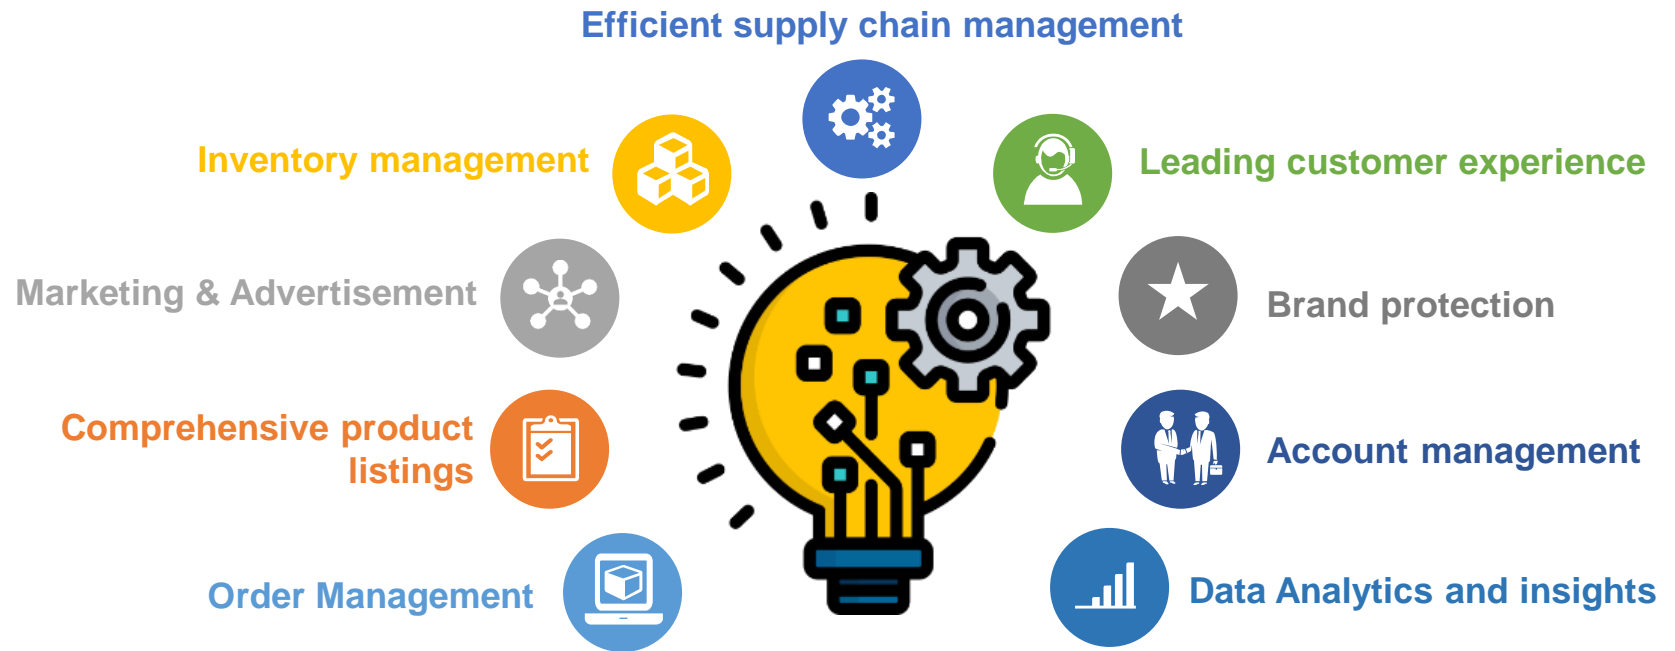 Efficient supply chain management
Inventory management
Leading customer experience
Marketing & Advertisement
Brand protection
Comprehensive product
listings
Account management
Order Management
Data Analytics and insights